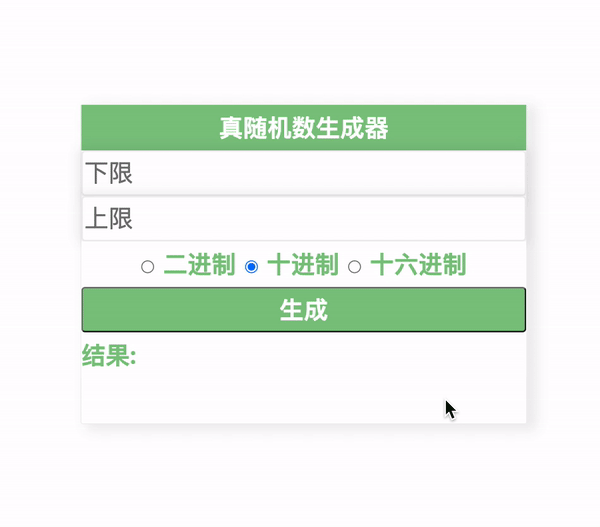 真随机数生成器
下限
上限
二进制 十进制 十六进制
生成
结果: